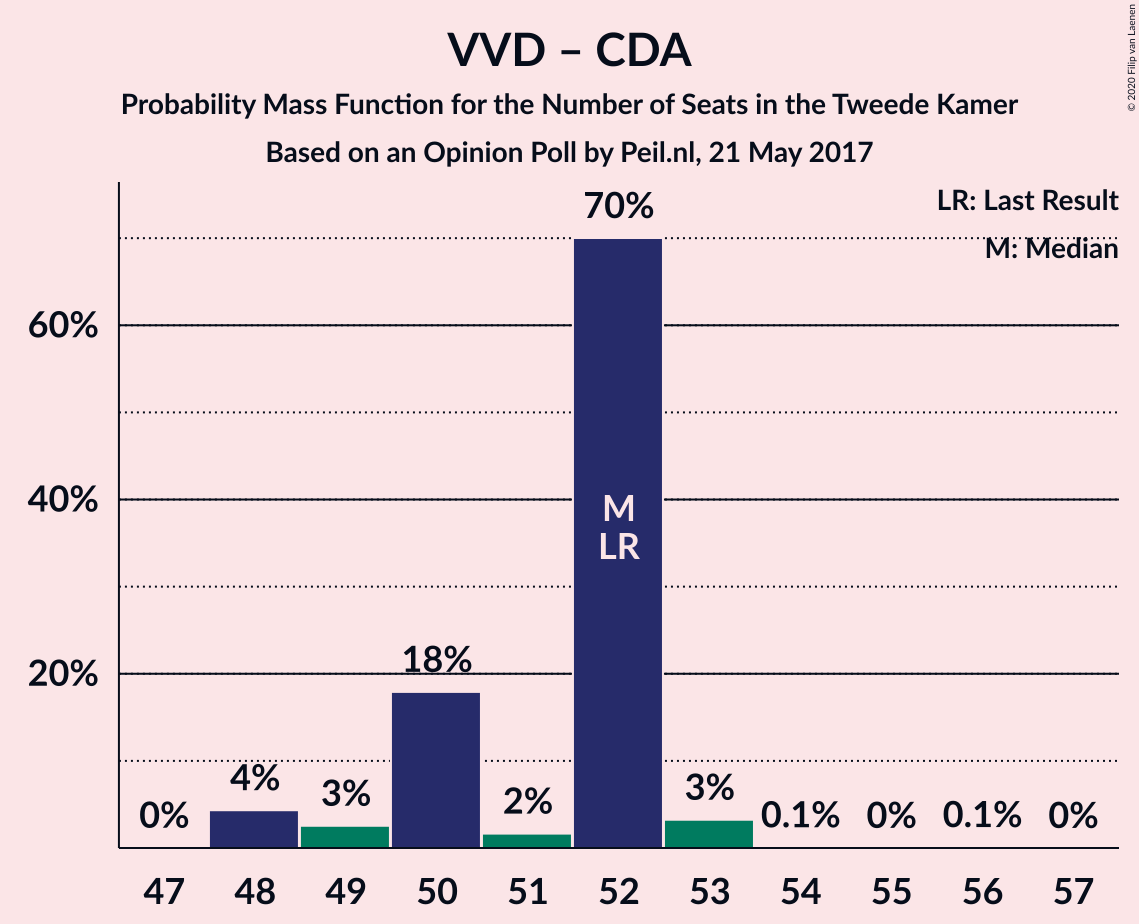 VVD – CDA
Probability Mass Function for the Number of Seats in the Tweede Kamer
Based on an Opinion Poll by Peil.nl, 21 May 2017
© 2020 Filip van Laenen
LR: Last Result
M: Median
60%
40%
20%
0%
4%
3%
18%
2%
70%
M
LR
3%
0.1%
0%
0.1%
0%
47 48 49 50 51 52 53 54 55 56 57